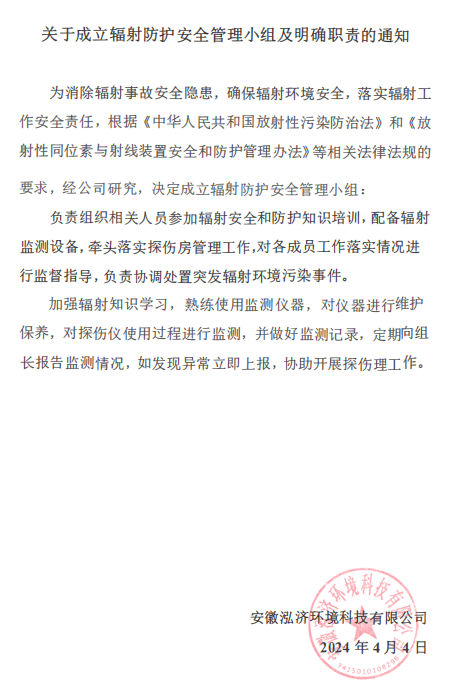 关于成立辐射防护安全管理小组及明确职责的通知
为消除辐射事故安全隐患，确保辐射环境安全，落实辐射工
作安全责任，根据《中华人民共和国放射性污染防治法》和《放
射性同位素与射线装置安全和防护管理办法》等相关法律法规的
要求，经公司研究，决定成立辐射防护安全管理小组：
负责组织相关人员参加辐射安全和防护知识培训，配备辐射
监测设备，牵头落实探伤房管理工作，对各成员工作落实情况进
行监督指导，负责协调处置突发辐射环境污染事件。
加强辐射知识学习，熟练使用监测仪器，对仪器进行维护
保养，对探伤仪使用过程进行监测，并做好监测记录，定期向组
长报告监测情况，如发现异常立即上报，协助开展探伤理工作。
安徽泓济环境科技有限公司
2024 年 4 月 4 日
安徽泓济环境科技有限公司
3415010108296